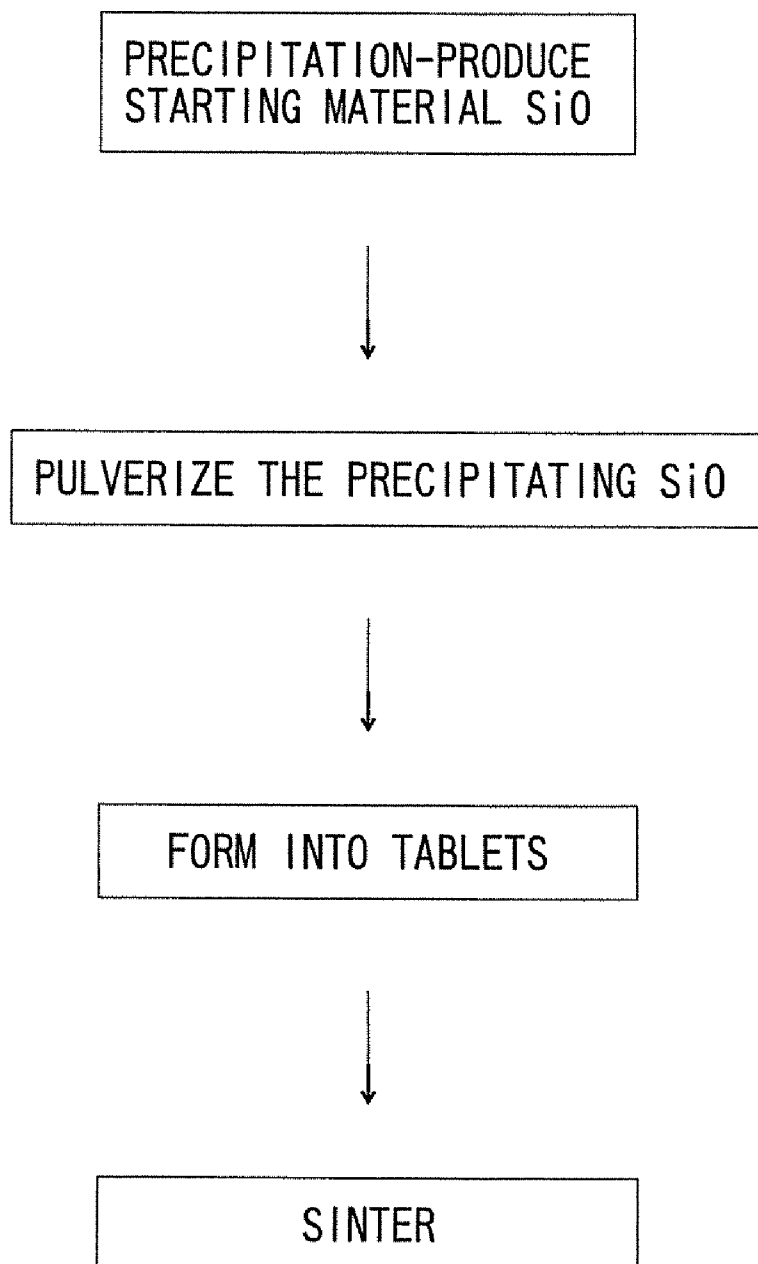 PRECIPITATION-PRODUCE
STARTING MATERIAL SiO
PULVERIZE THE PRECIPITATING SiO
FORM INTO TABLETS
SINTER